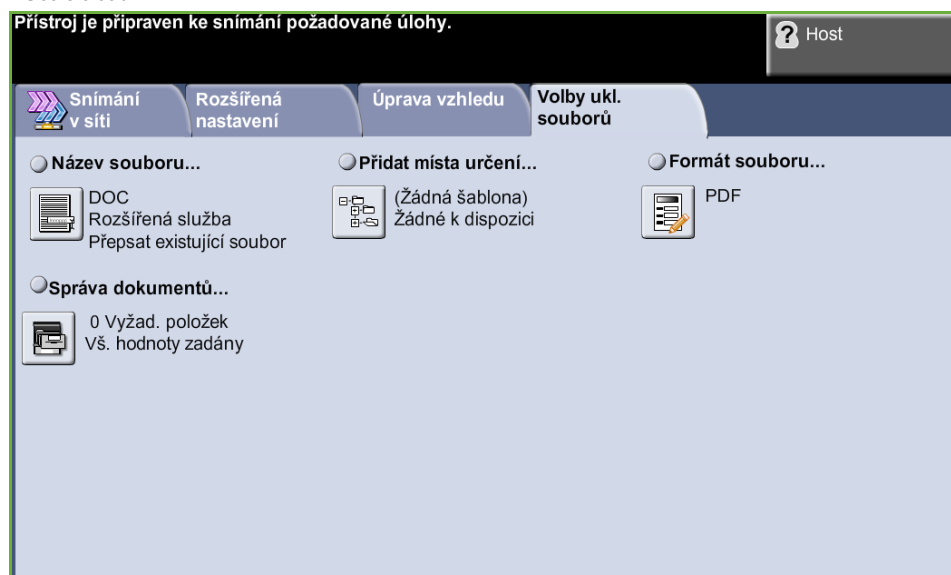 Přístroj je připraven ke snímání požadované úlohy.
Host
Snímání
v síti
Rozšířená
nastavení
Úprava vzhledu
Volby ukl.
souborů
Název souboru...
DOC
Rozšířená služba
Přepsat existující soubor
Přidat místa určení...
(Žádná šablona)
Žádné k dispozici
Formát souboru...
PDF
Správa dokumentů...
0 Vyžad. položek
Vš. hodnoty zadány